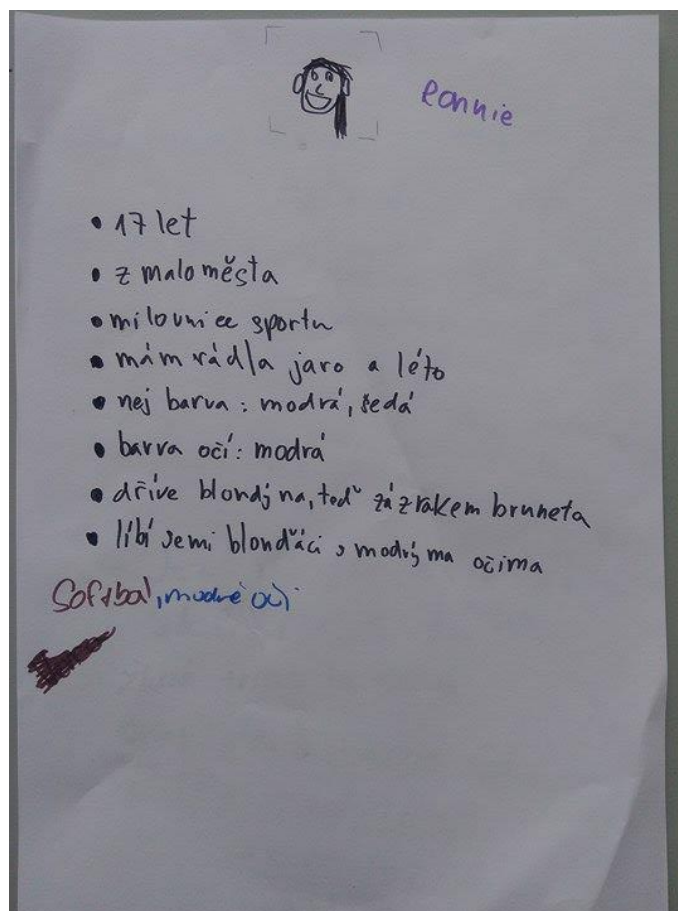 Ronnie
• 17 let
• z maloměsta
• milovnice sportu
• mám rádla jaro a léto
• nej barva : modrá, šedá
• barva očí : modrá
• dříve blondýna, teď zázrakem bruneta
• líbí se mi blonďáci s modrýma očima
Softbal, modré oči